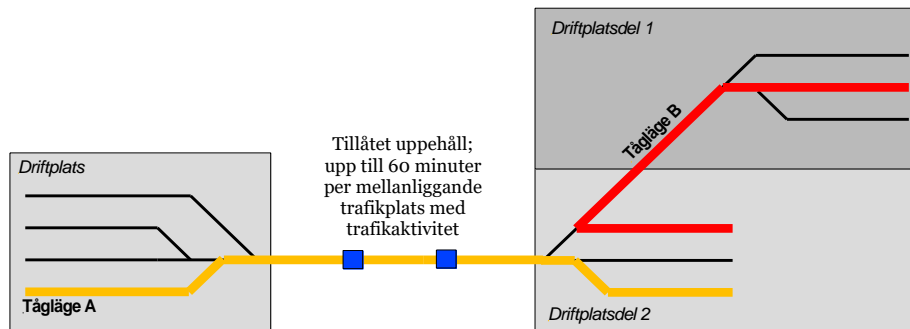 Driftplatsdel 1
Tågläge B
Tillåtet uppehåll;
upp till 60 minuter
per mellanliggande
trafikplats med
trafikaktivitet
Driftplats
Tågläge A
Driftplatsdel 2